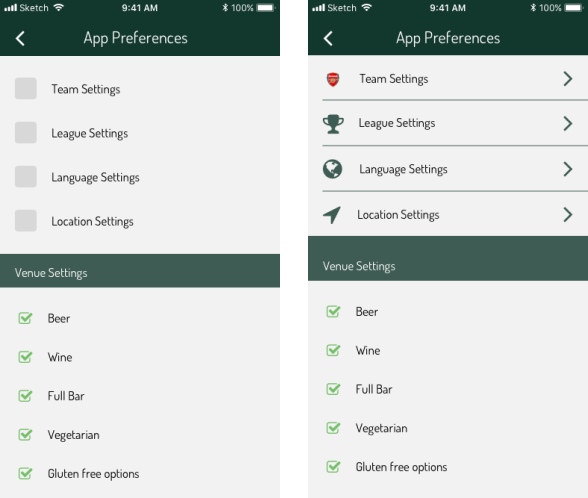 Sketch 9:41 AM 100%
App Preferences
Team Settings
League Settings
Language Settings
Location Settings
Venue Settings
Beer
Wine
Full Bar
Vegetarian
Gluten free options
Sketch 9:41 AM 100%
App Preferences
Team Settings
League Settings
Language Settings
Location Settings
Venue Settings
Beer
Wine
Full Bar
Vegetarian
Gluten free options